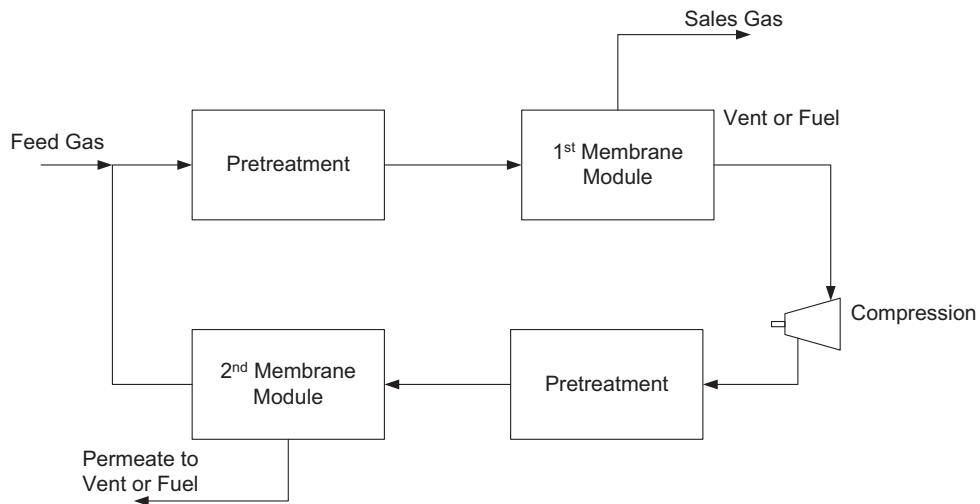 Sales Gas
Feed Gas
Pretreatment
1st Membrane
Module
Vent or Fuel
Compression
2nd Membrane
Module
Pretreatment
Permeate to
Vent or Fuel